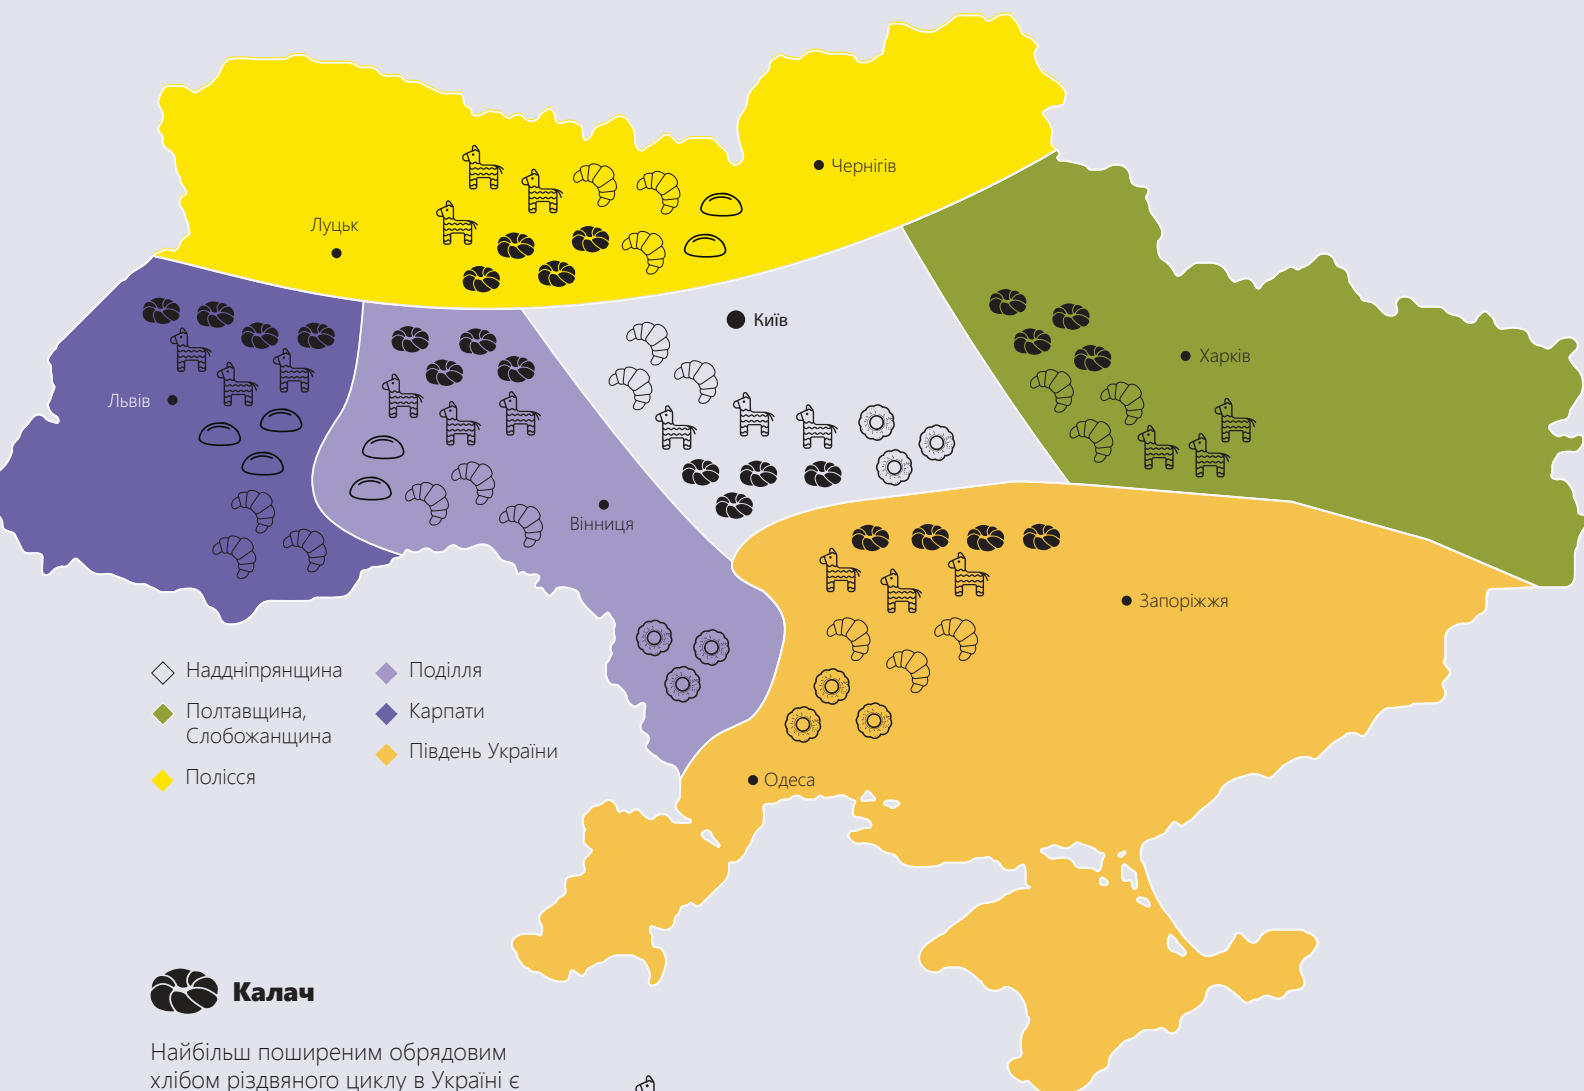 Чернігів
Луцьк
Київ
Харків
Львів
Вінниця
Запоріжжя
Одеса
Наддніпрянщина
Полтавщина,
Слобожанщина
Полісся
Поділля
Карпати
Південь України
Калач
Найбільш поширеним обрядовим
хлібом різдвяного циклу в Україні є